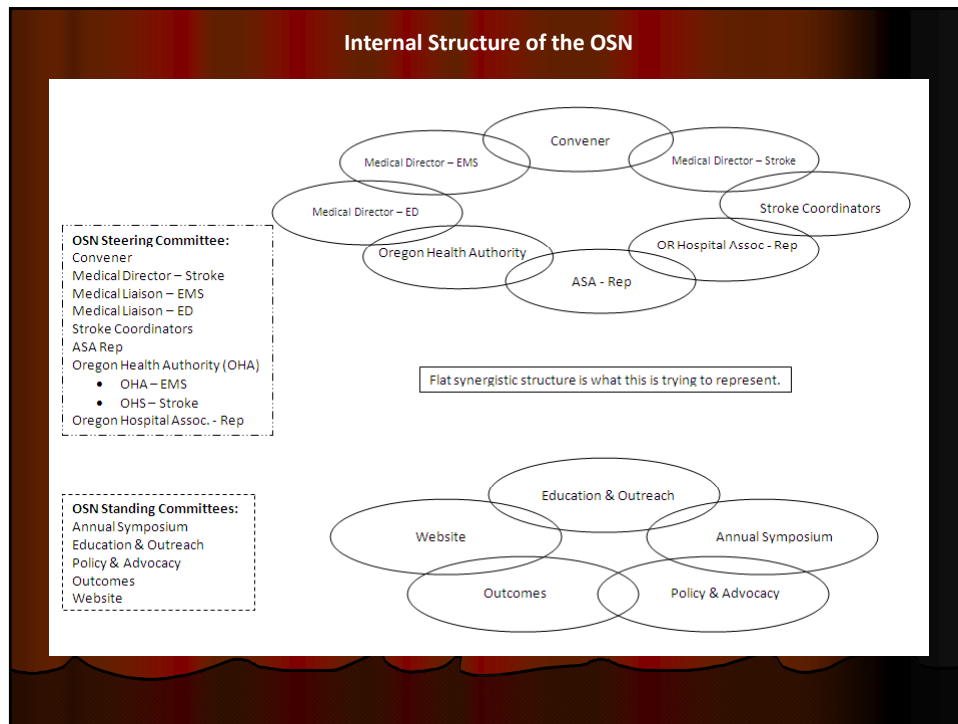 Internal Structure of the OSN
Convener
Medical Director – EMS
Medical Director – Stroke
Medical Director – ED
Stroke Coordinators
Oregon Health Authority
OR Hospital Assoc - Rep
ASA - Rep
OSN Steering Committee:
Convener
Medical Director – Stroke
Medical Liaison – EMS
Medical Liaison – ED
Stroke Coordinators
ASA Rep
Oregon Health Authority (OHA)
• OHA – EMS
• OHS – Stroke
Oregon Hospital Assoc. - Rep
Flat synergistic structure is what this is trying to represent.
Education & Outreach
Website
Annual Symposium
Outcomes
Policy & Advocacy
OSN Standing Committees:
Annual Symposium
Education & Outreach
Policy & Advocacy
Outcomes
Website